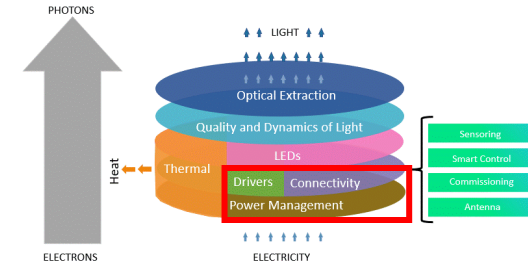 PHOTONS
LIGHT
Optical Extraction
Quality and Dynamics of Light
LEDs
Thermal
Heat
Drivers
Connectivity
Power Management
Sensoring
Smart Control
Commissioning
Antenna
ELECTRONS
ELECTRICITY